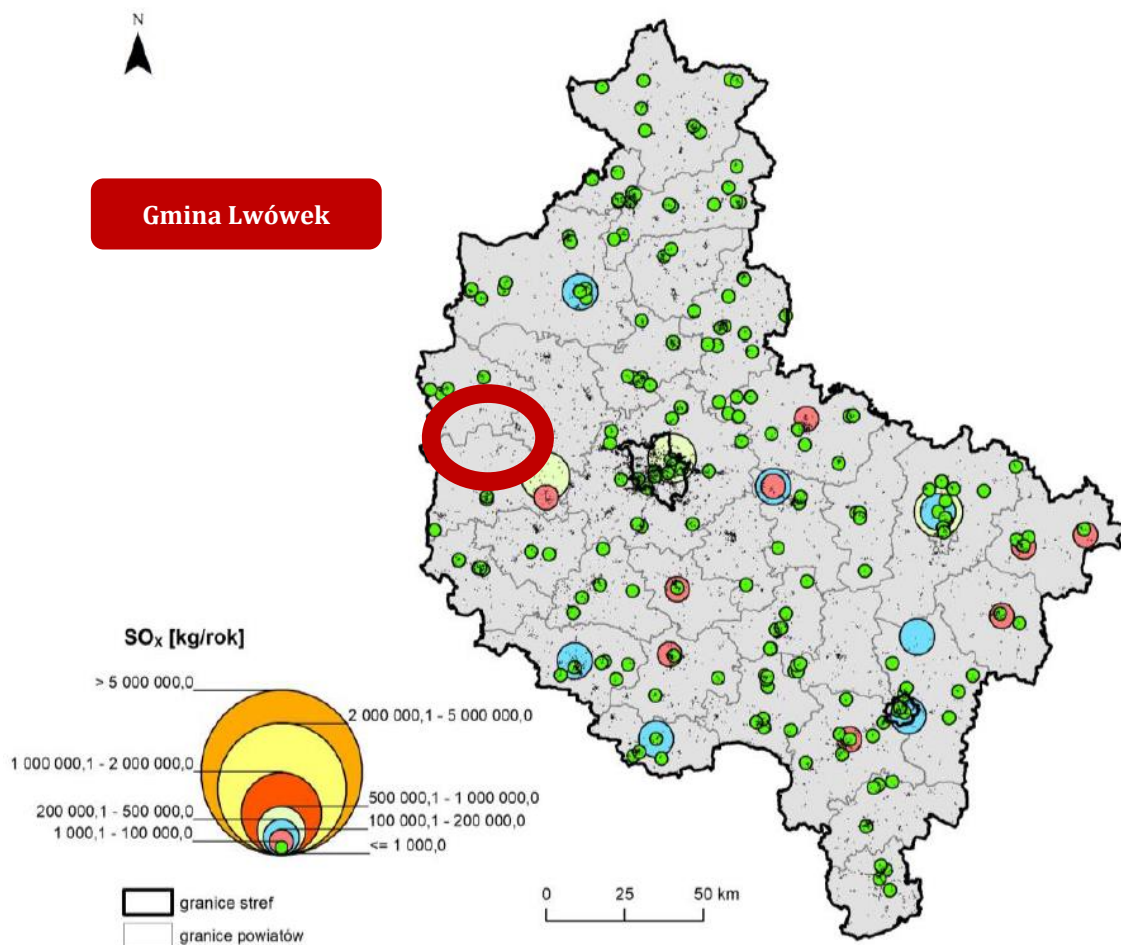 N
Gmina Lwówek
SOx [kg/rok]
> 5 000 000,0
2 000 000,1 - 5 000 000,0
1 000 000,1 - 2 000 000,0
500 000,1 - 1 000 000,0
200 000,1 - 500 000,0
100 000,1 - 200 000,0
1 000,1 - 100 000,0
<= 1 000,0
granice stref
granice powiatów
0 25 50 km